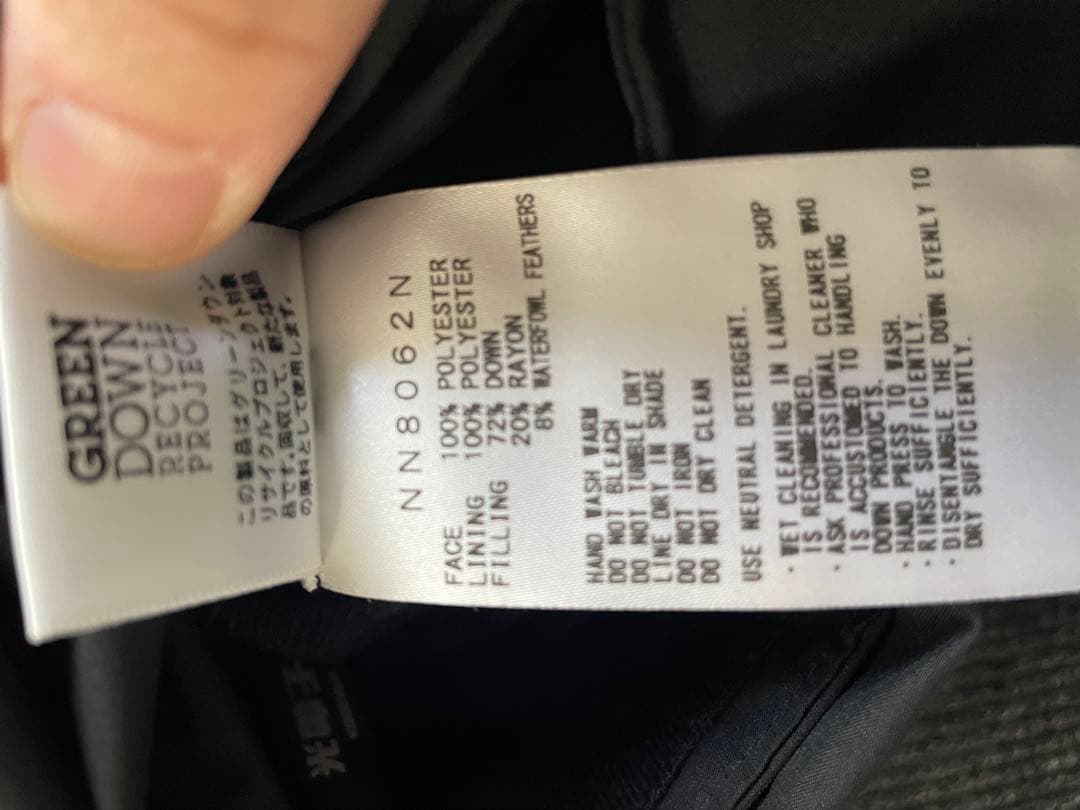 GREEN
DOWN
RECYCLE
PROJECT
この製品はグリーンダウン
リサイクルプロジェクト対象
品です。回収して、新たな製品
の原料として使用します。
NN8062N
FACE 100% POLYESTER
LINING 100% POLYESTER
FILLING 72% DOWN
20% RAYON
8% WATERFOWL FEATHERS
HAND WASH WARM
DO NOT BLEACH
DO NOT TUMBLE DRY
LINE DRY IN SHADE
DO NOT IRON
DO NOT DRY CLEAN
USE NEUTRAL DETERGENT.
・WET CLEANING IN LAUNDRY SHOP
IS RECOMMENDED.
・ASK PROFESSIONAL CLEANER WHO
IS ACCUSTOMED TO HANDLING
DOWN PRODUCTS.
・HAND PRESS TO WASH.
・RINSE SUFFICIENTLY.
・DISENTANGLE THE DOWN EVENLY TO
DRY SUFFICIENTLY.
光電子